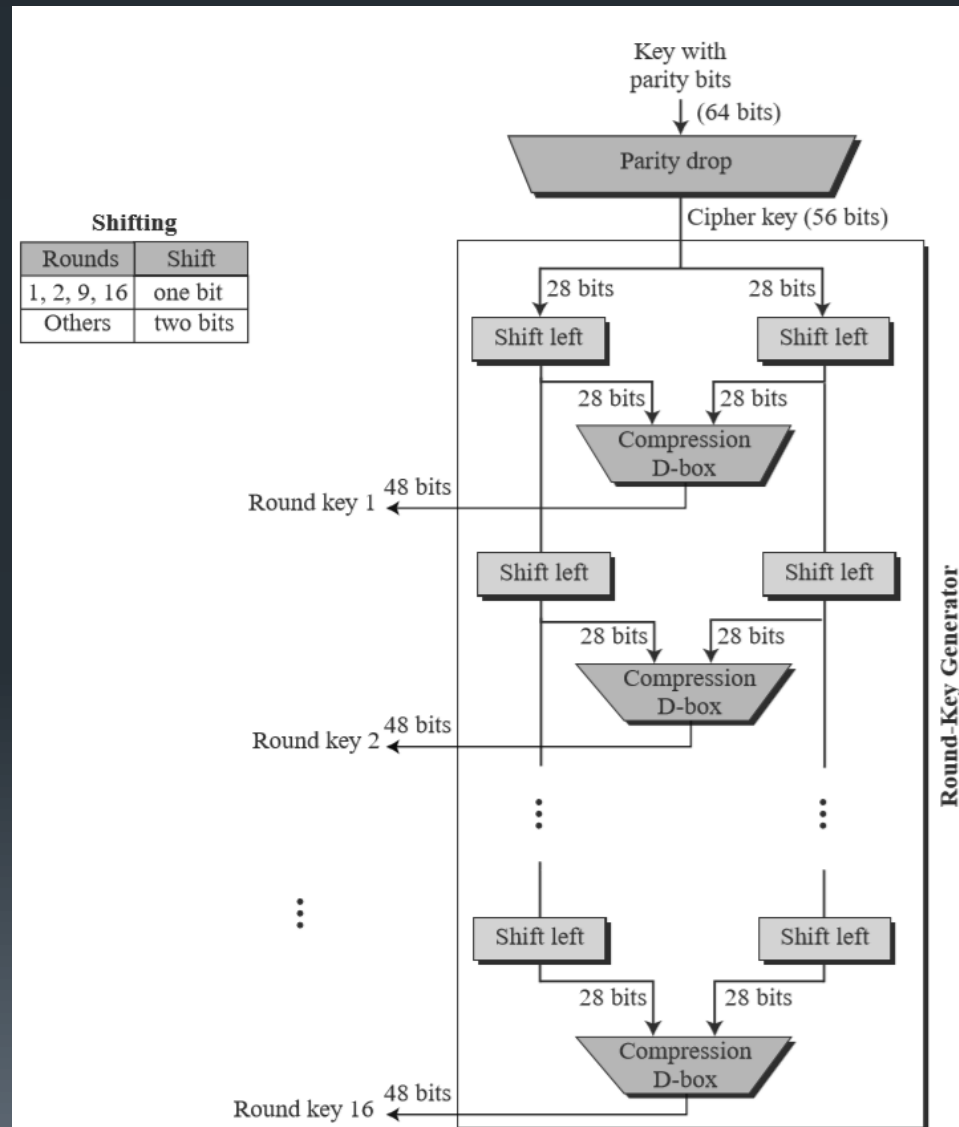 Key with
parity bits
(64 bits)
Parity drop
Cipher key (56 bits)
Shifting
Rounds Shift
1, 2, 9, 16 one bit
Others two bits
28 bits 28 bits
Shift left Shift left
28 bits 28 bits
Compression
D-box
48 bits
Round key 1
Shift left Shift left
28 bits 28 bits
Compression
D-box
48 bits
Round key 2
Round-Key Generator
Shift left Shift left
28 bits 28 bits
Compression
D-box
48 bits
Round key 16